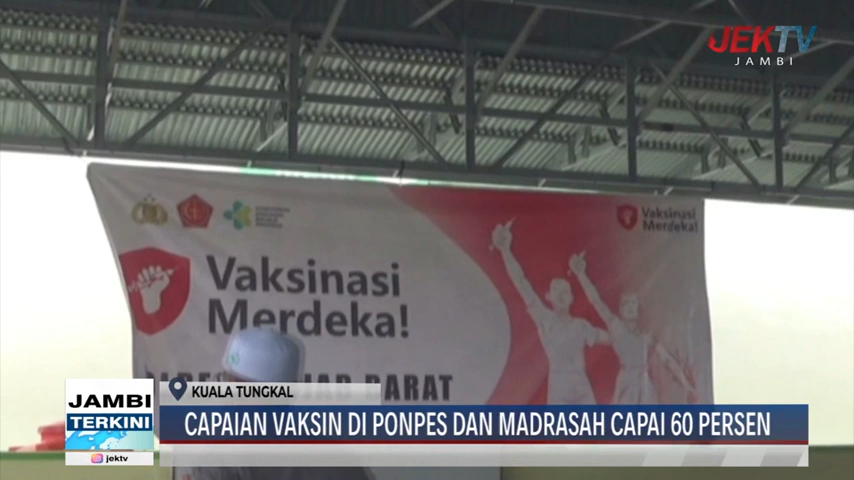 JEKTV
JAMBI
Vaksinasi
Merdeka!
Vaksinasi
Merdeka!
BARAT
KUALA TUNGKAL
JAMBI
TERKINI
CAPAIAN VAKSIN DI PONPES DAN MADRASAH CAPAI 60 PERSEN
jektv